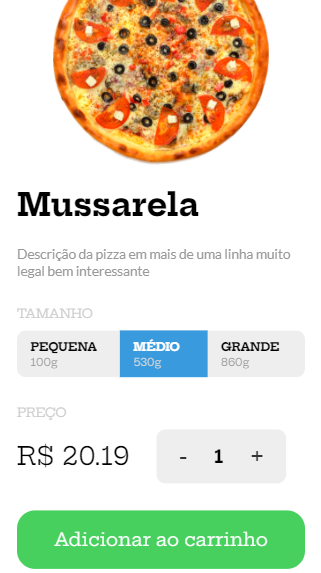 Mussarela
Descrição da pizza em mais de uma linha muito
legal bem interessante
TAMANHO
PEQUENA MÉDIO GRANDE
100g 530g 860g
PREÇO
R$ 20.19 - 1 +
Adicionar ao carrinho